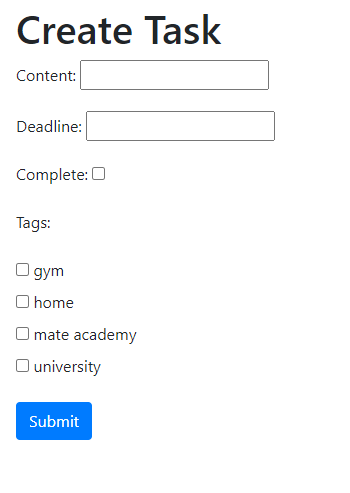 Create Task
Content:
Deadline:
Complete:
Tags:
gym
home
mate academy
university
Submit